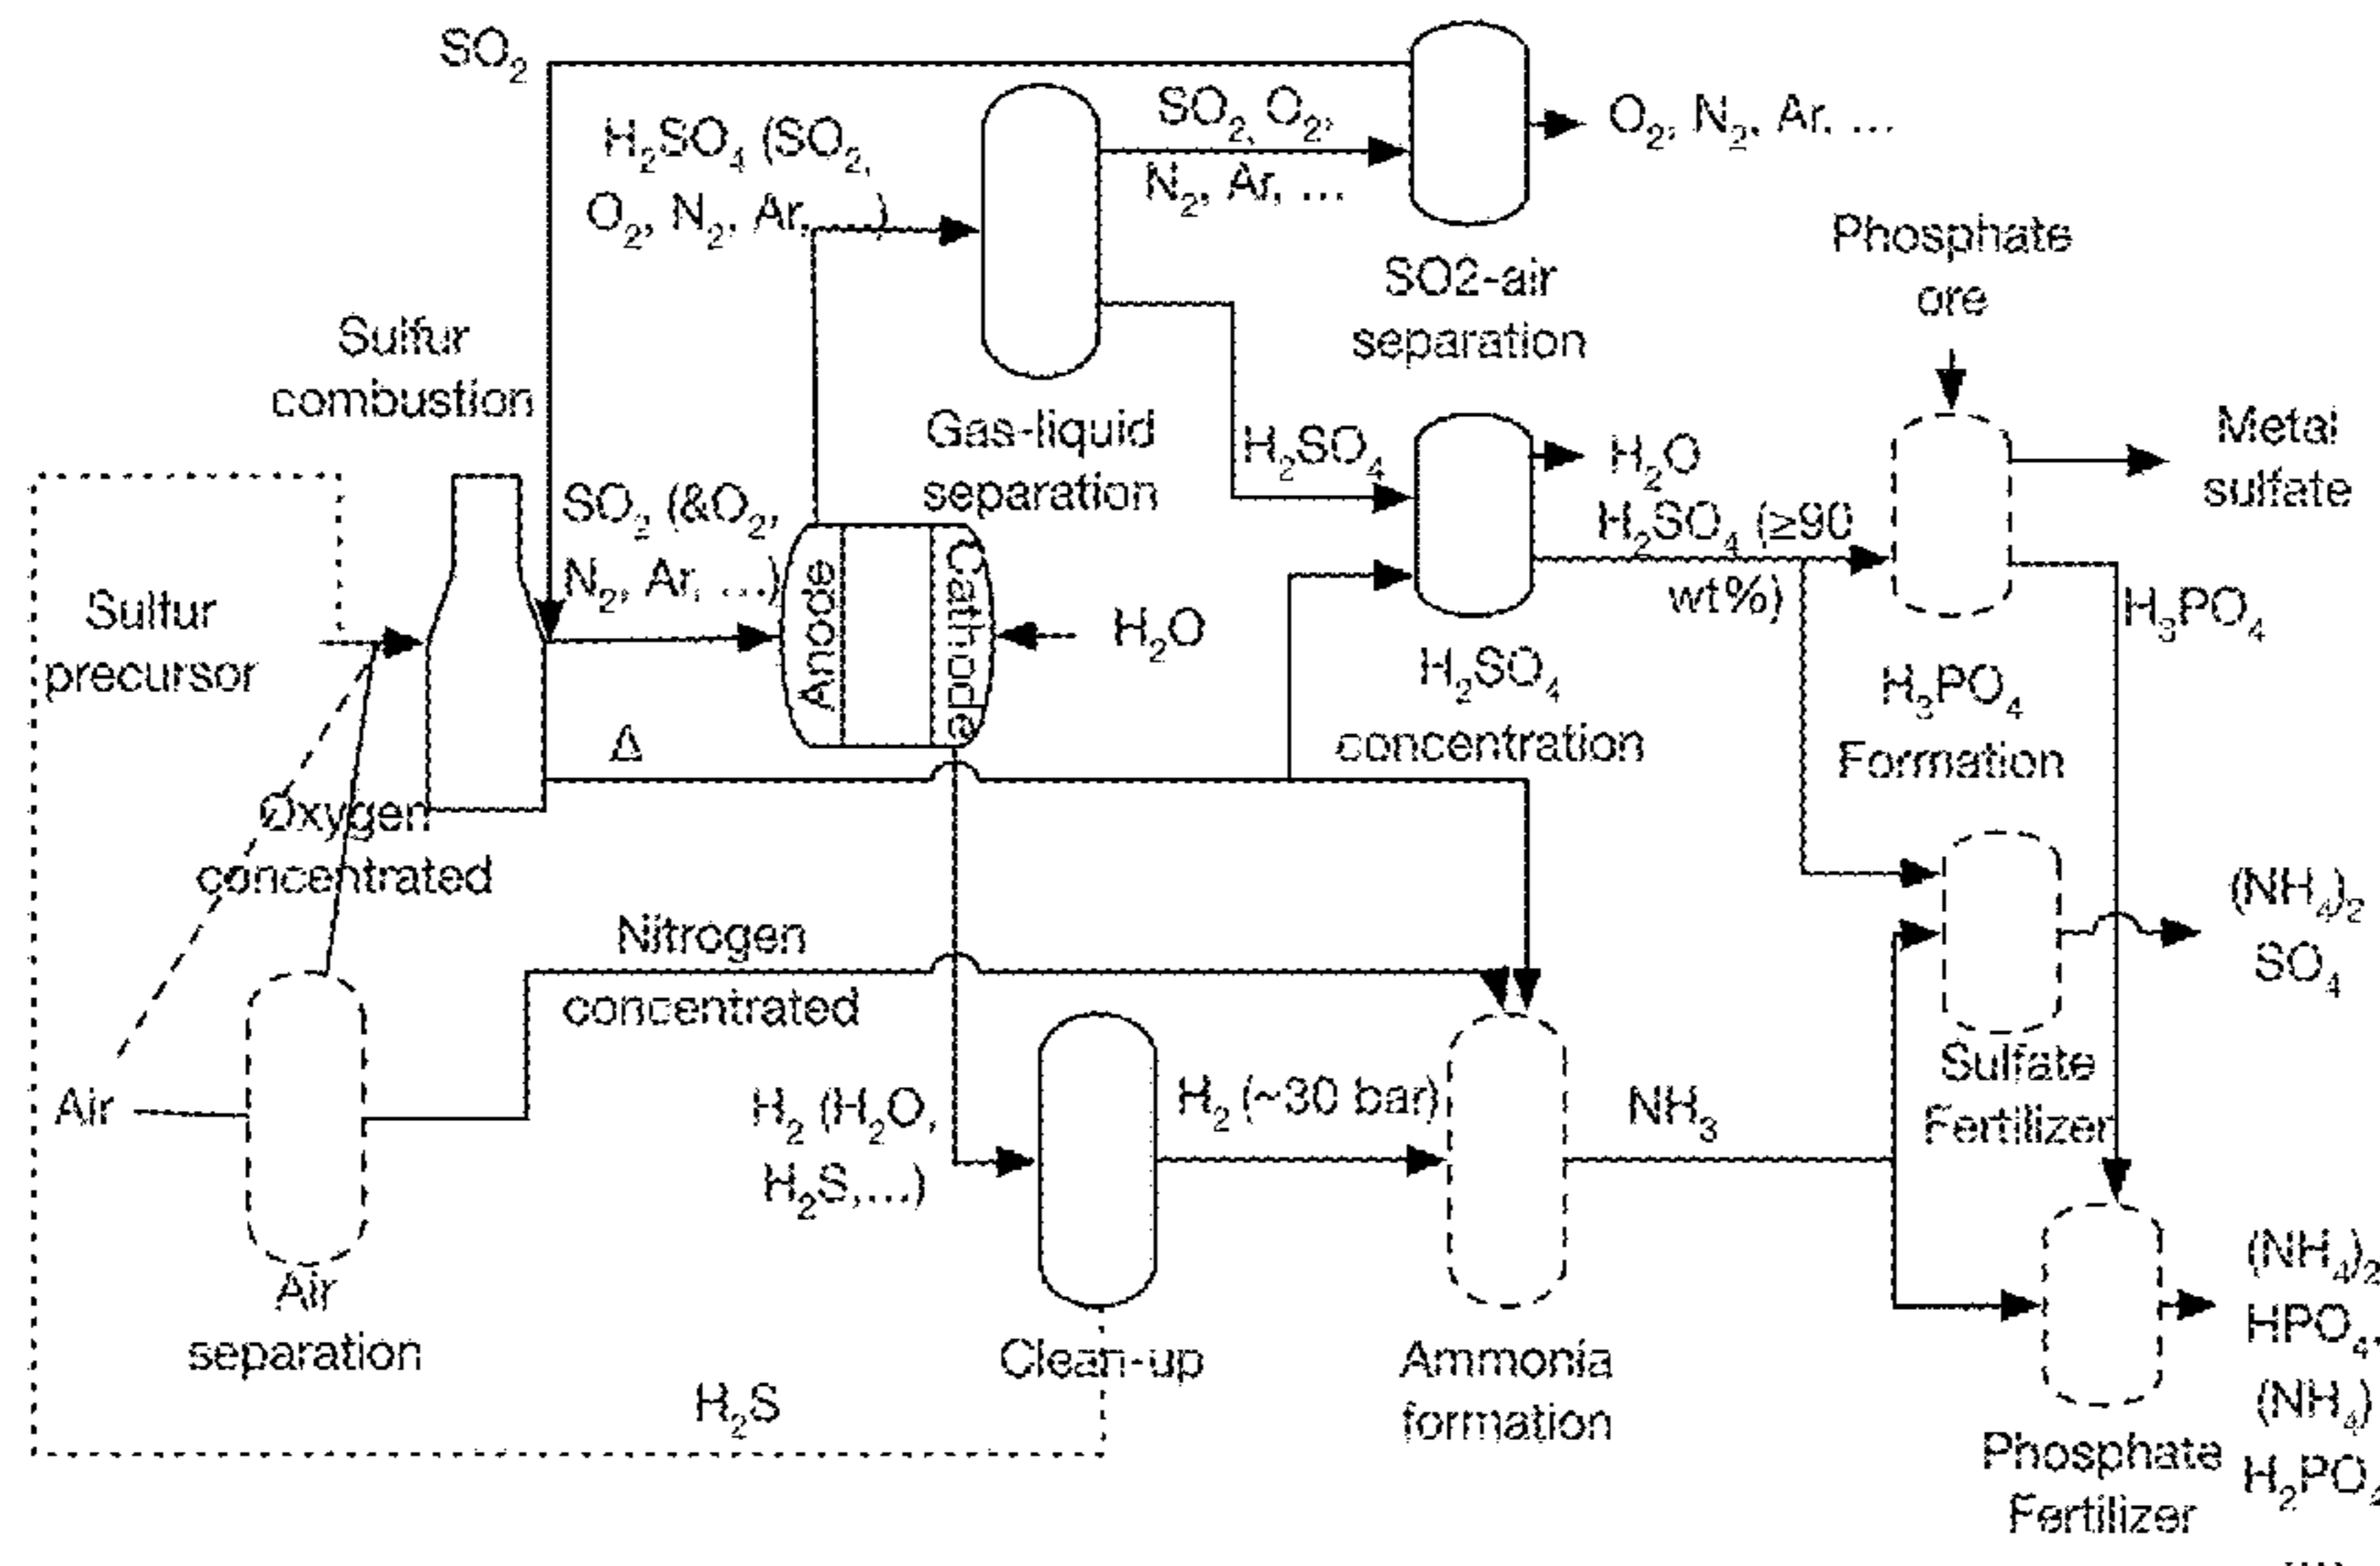 SO₂
H₂SO₄ (SO₂,
O₂, N₂, Ar, ...)
SO₂, O₂,
N₂, Ar, ...
O₂, N₂, Ar, ...
SO2-air
separation
Phosphate
ore
Sulfur
combustion
Gas-liquid
separation
H₂SO₄
H₂O
H₂SO₄ (≥90
wt%)
Metal
sulfate
SO₂ (&O₂,
N₂, Ar, ...)
Anode
Cathode
H₂O
Sulfur
precursor
H₂SO₄
concentration
H₃PO₄
Formation
H₃PO₄
Δ
Oxygen
concentrated
Nitrogen
concentrated
(NH₄)₂
SO₄
Sulfate
Fertilizer
Air
Air
separation
H₂ (H₂O,
H₂S,...)
H₂ (~30 bar)
NH₃
Clean-up
Ammonia
formation
H₂S
(NH₄)₂
HPO₄,
(NH₄)
H₂PO₄
Phosphate
Fertilizer